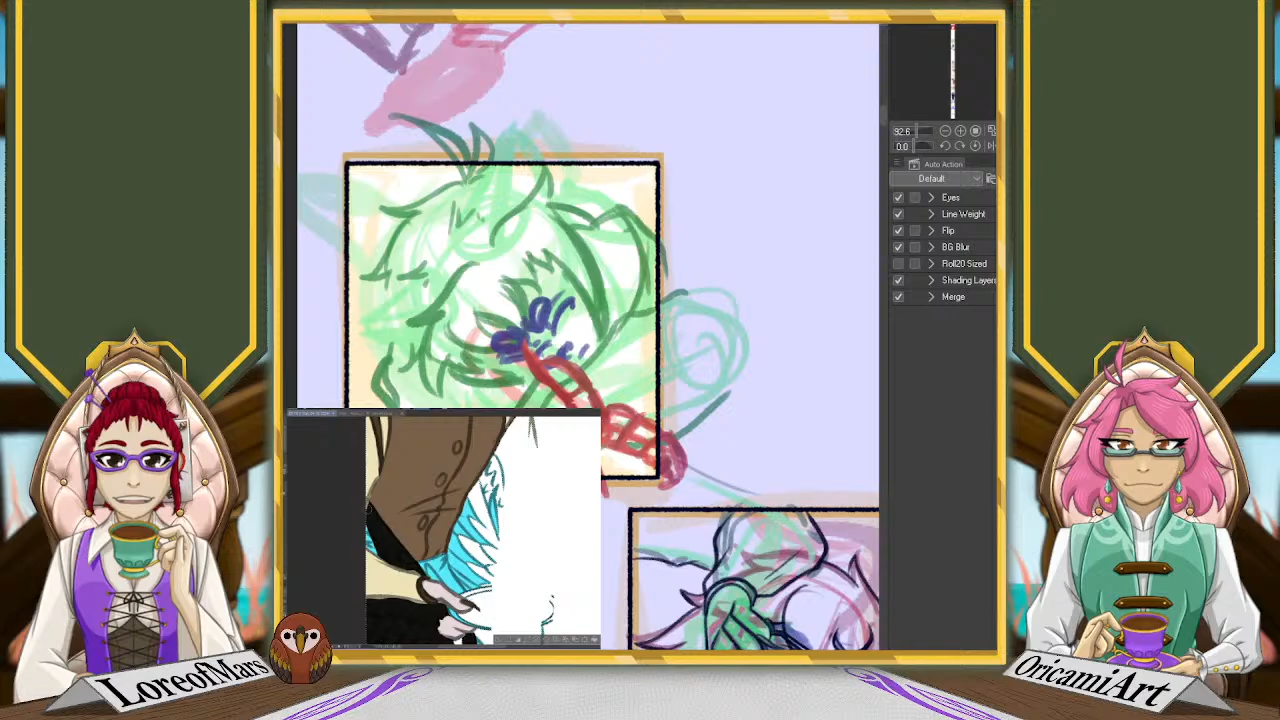 92.6
0.0
Auto Action
Default
Eyes
Line Weight
Flip
BG Blur
Roll20 Sized
Shading Layers
Merge
LoreofMars
OricamiArt